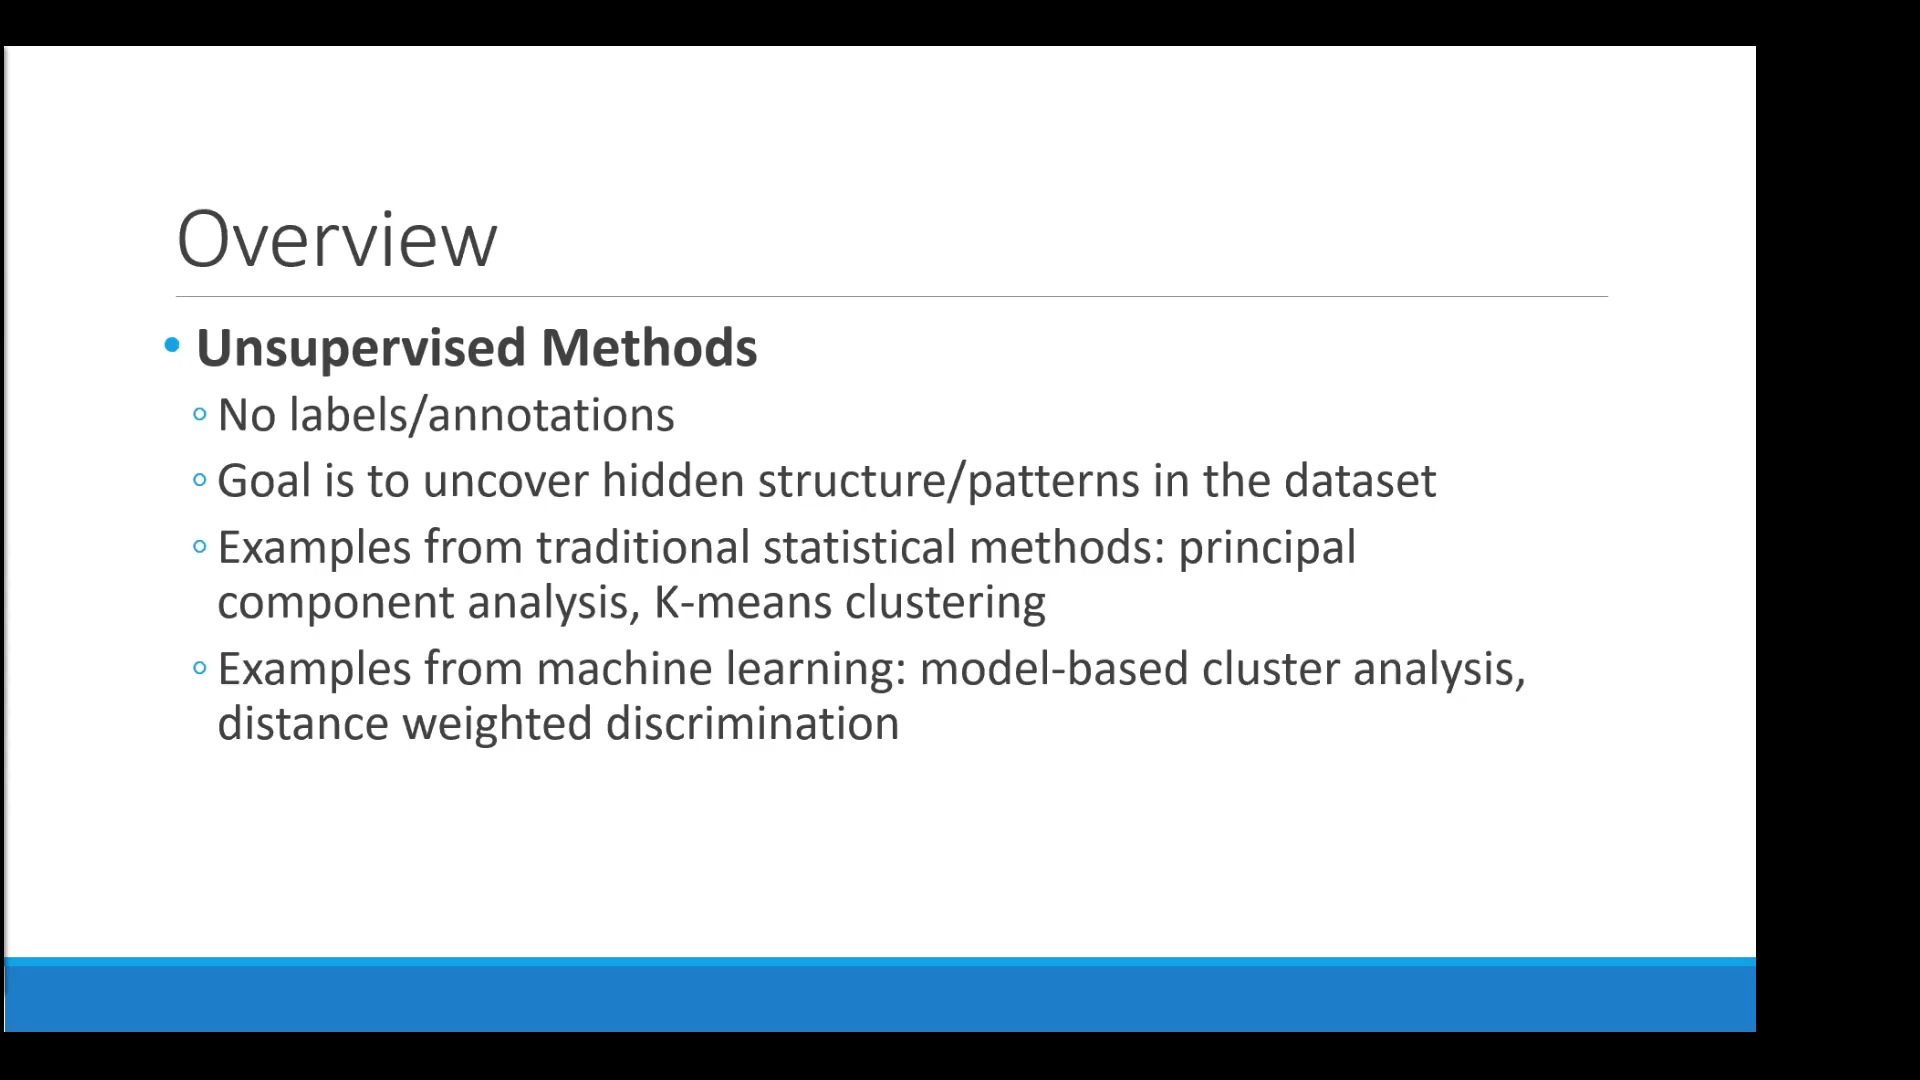 Overview
• Unsupervised Methods
◦ No labels/annotations
◦ Goal is to uncover hidden structure/patterns in the dataset
◦ Examples from traditional statistical methods: principal
component analysis, K-means clustering
◦ Examples from machine learning: model-based cluster analysis,
distance weighted discrimination